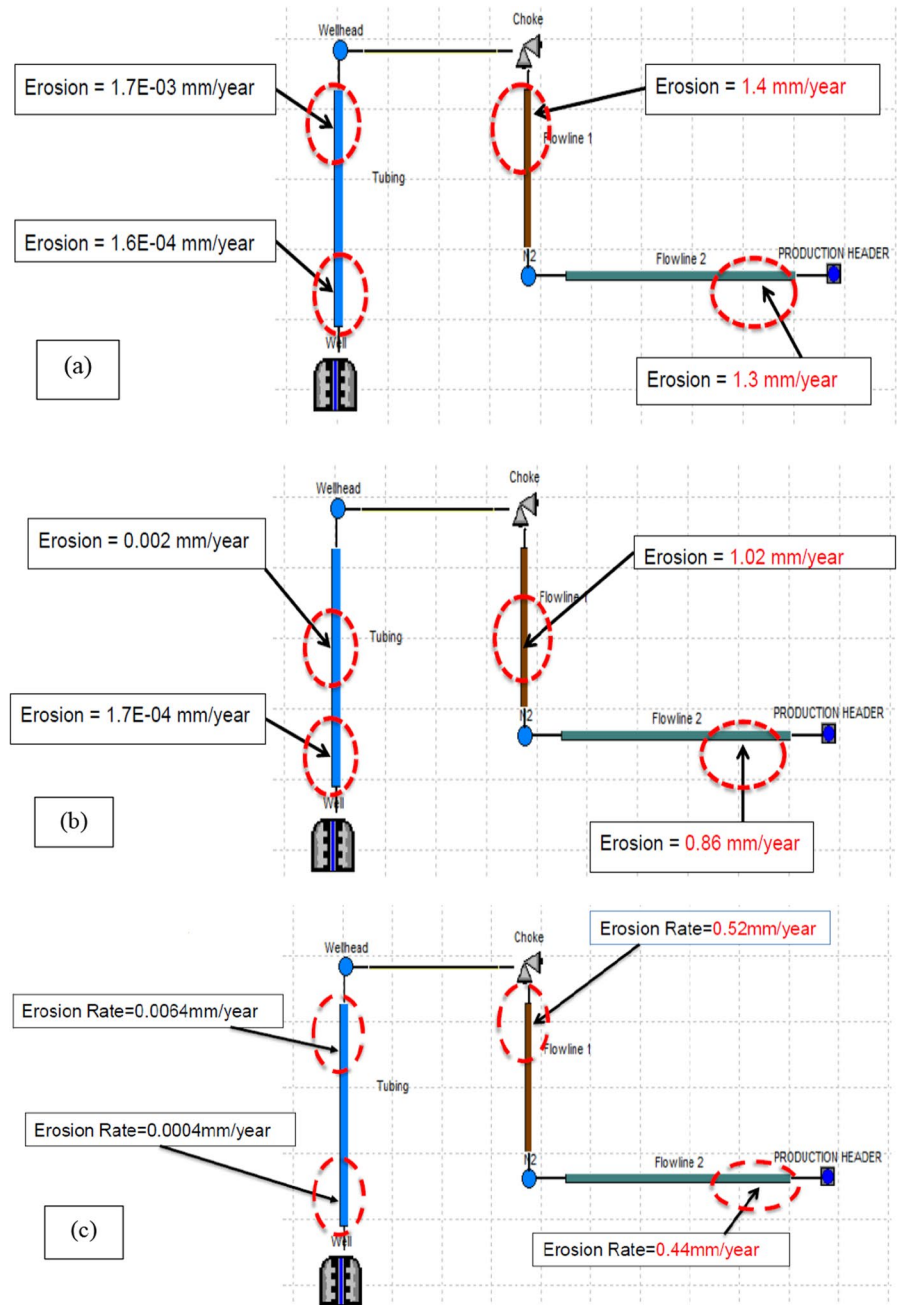 Choke
Wellhead
Erosion = 1.7E-03 mm/year
Erosion = 1.4 mm/year
Flowline 1
Tubing
Erosion = 1.6E-04 mm/year
N2
Flowline 2
PRODUCTION HEADER
Well
(a)
Erosion = 1.3 mm/year
Choke
Wellhead
Erosion = 0.002 mm/year
Erosion = 1.02 mm/year
Flowline 1
Tubing
Erosion = 1.7E-04 mm/year
N2
Flowline 2
PRODUCTION HEADER
Well
(b)
Erosion = 0.86 mm/year
Erosion Rate=0.52mm/year
Choke
Wellhead
Erosion Rate=0.0064mm/year
Flowline 1
Tubing
Erosion Rate=0.0004mm/year
N2
Flowline 2
PRODUCTION HEADER
Well
(c)
Erosion Rate=0.44mm/year